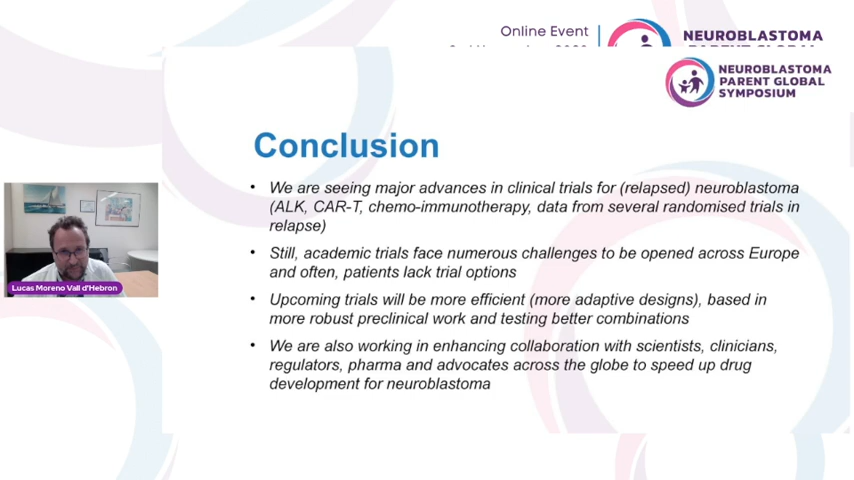 Online Event
NEUROBLASTOMA
NEUROBLASTOMA
PARENT GLOBAL
SYMPOSIUM
Conclusion
• We are seeing major advances in clinical trials for (relapsed) neuroblastoma
(ALK, CAR-T, chemo-immunotherapy, data from several randomised trials in
relapse)
• Still, academic trials face numerous challenges to be opened across Europe
and often, patients lack trial options
• Upcoming trials will be more efficient (more adaptive designs), based in
more robust preclinical work and testing better combinations
• We are also working in enhancing collaboration with scientists, clinicians,
regulators, pharma and advocates across the globe to speed up drug
development for neuroblastoma
Lucas Moreno Vall d'Hebron